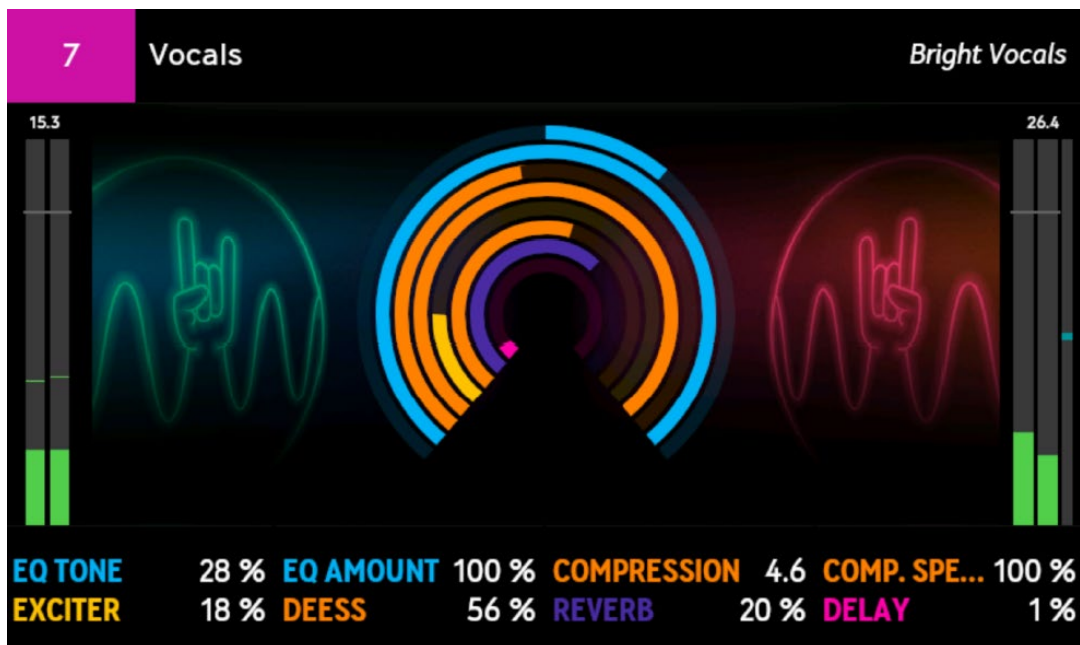 7 Vocals Bright Vocals
15.3 26.4
EQ TONE 28 % EQ AMOUNT 100 % COMPRESSION 4.6 COMP. SPE... 100 %
EXCITER 18 % DEESS 56 % REVERB 20 % DELAY 1 %